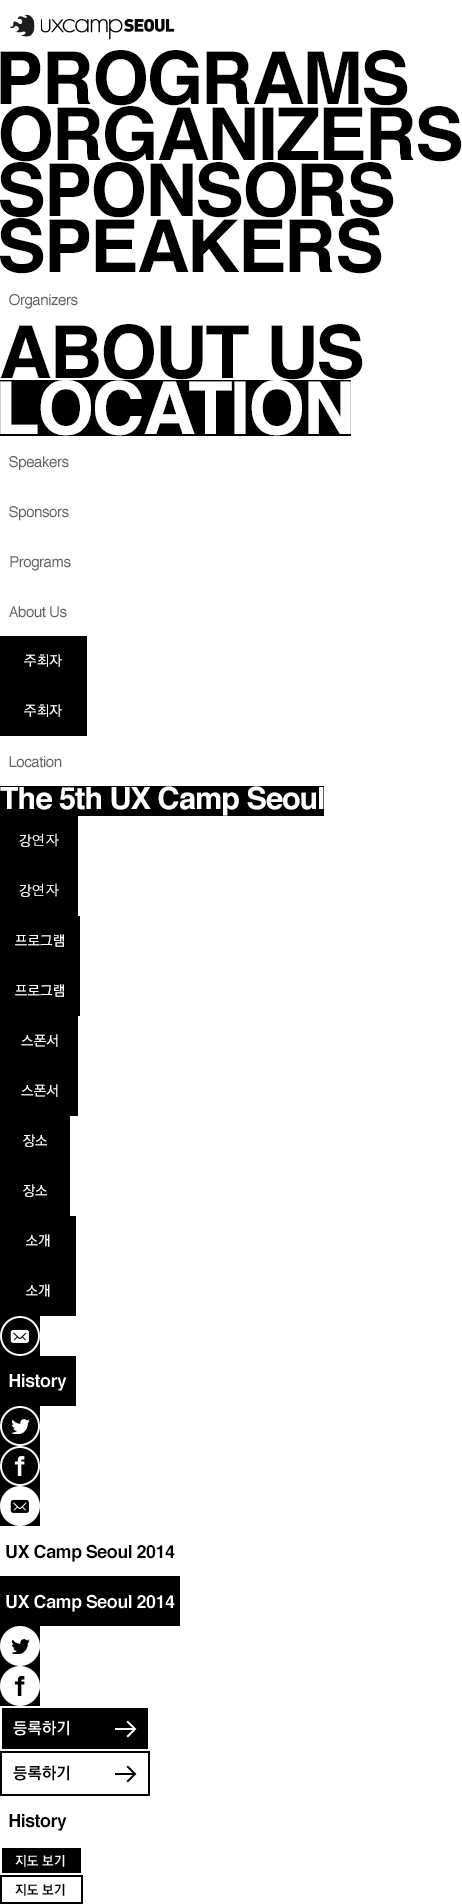 uxcampSEOUL
PROGRAMS
ORGANIZERS
SPONSORS
SPEAKERS
Organizers
ABOUT US
LOCATION
Speakers
Sponsors
Programs
About Us
주최자
주최자
Location
The 5th UX Camp Seoul
강연자
강연자
프로그램
프로그램
스폰서
스폰서
장소
장소
소개
소개
History
UX Camp Seoul 2014
UX Camp Seoul 2014
등록하기
등록하기
History
지도 보기
지도 보기